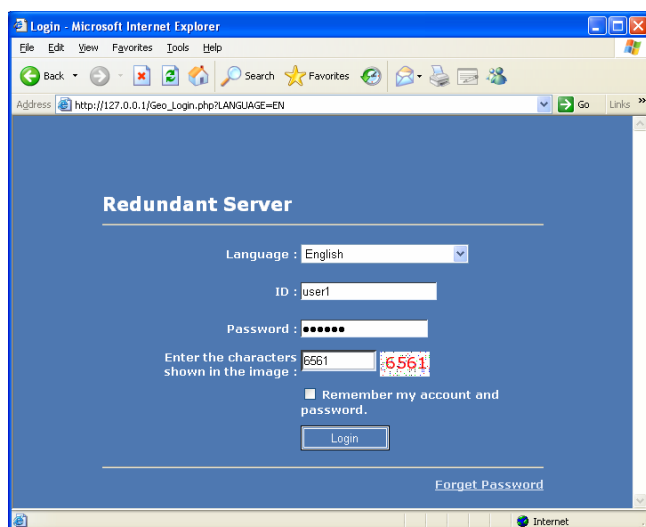 Login - Microsoft Internet Explorer
File Edit View Favorites Tools Help
Back Search Favorites
Address http://127.0.0.1/Geo_Login.php?LANGUAGE=EN Go Links »
Redundant Server
Language : English
ID : user1
Password : ●●●●●●
Enter the characters
shown in the image : 6561 6561
Remember my account and
password.
Login
Forget Password
Internet